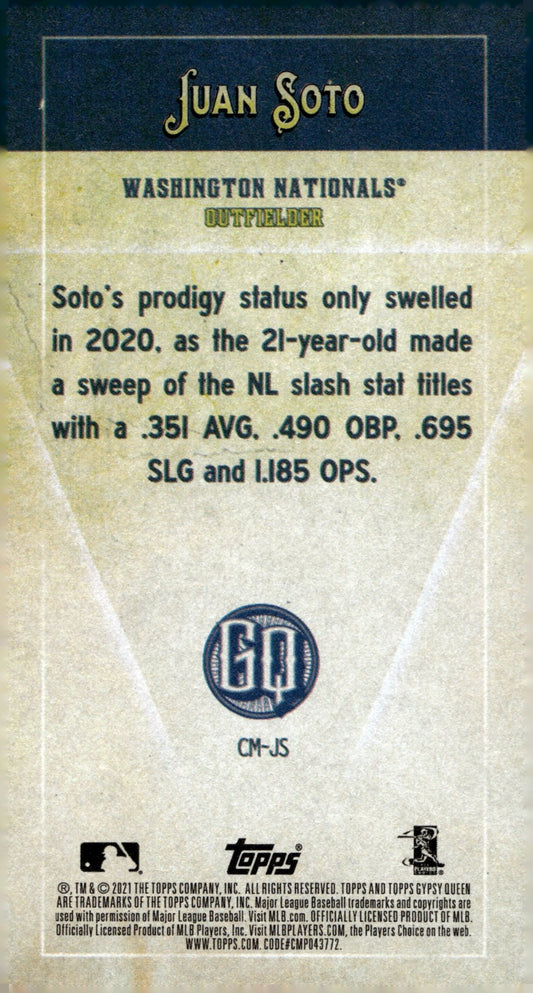 Juan Soto
WASHINGTON NATIONALS®
OUTFIELDER
Soto's prodigy status only swelled
in 2020, as the 21-year-old made
a sweep of the NL slash stat titles
with a .351 AVG, .490 OBP, .695
SLG and 1.185 OPS.
GQ
CM-JS
Topps®
PLAYERS
®, TM & © 2021 THE TOPPS COMPANY, INC. ALL RIGHTS RESERVED. TOPPS AND TOPPS GYPSY QUEEN
ARE TRADEMARKS OF THE TOPPS COMPANY, INC. Major League Baseball trademarks and copyrights are
used with permission of Major League Baseball. Visit MLB.com. OFFICIALLY LICENSED PRODUCT OF MLB.
Officially Licensed Product of MLB Players, Inc. Visit MLBPLAYERS.COM, the Players Choice on the web.
WWW.TOPPS.COM. CODE#CMP043772.